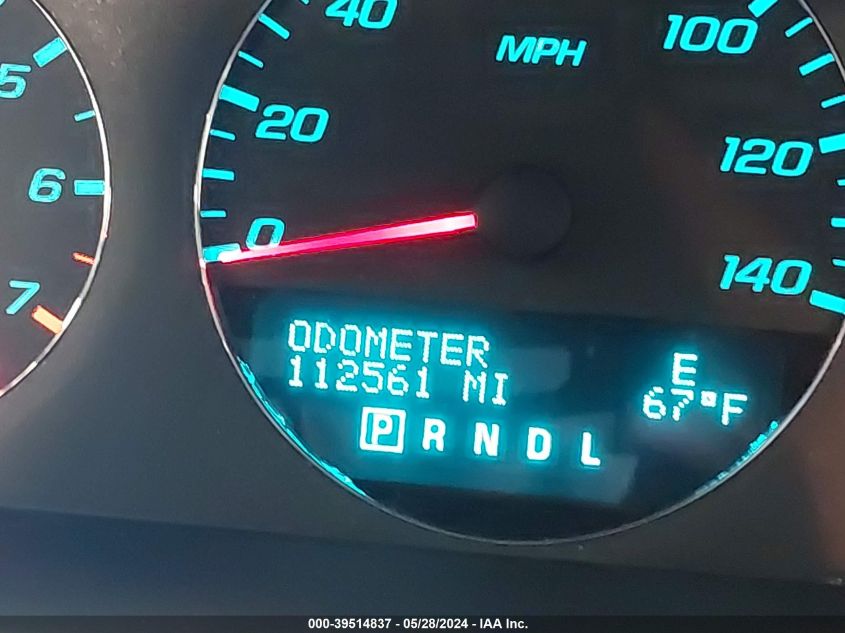 40
MPH
100
5
20
120
6
0
140
7
ODOMETER
112561 MI
E
67°F
P R N D L
000-39514837 - 05/28/2024 - IAA Inc.